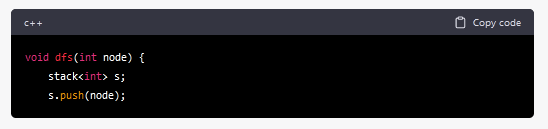 c++
Copy code
void dfs(int node) {
    stack<int> s;
    s.push(node);